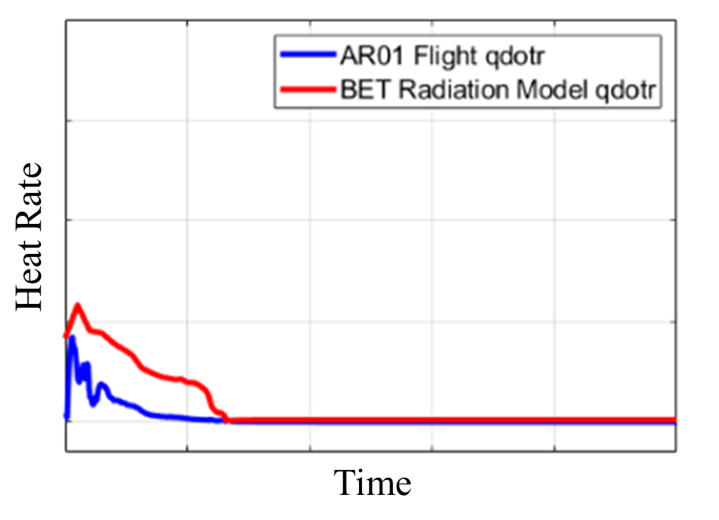 AR01 Flight qdotr
BET Radiation Model qdotr
Heat Rate
Time